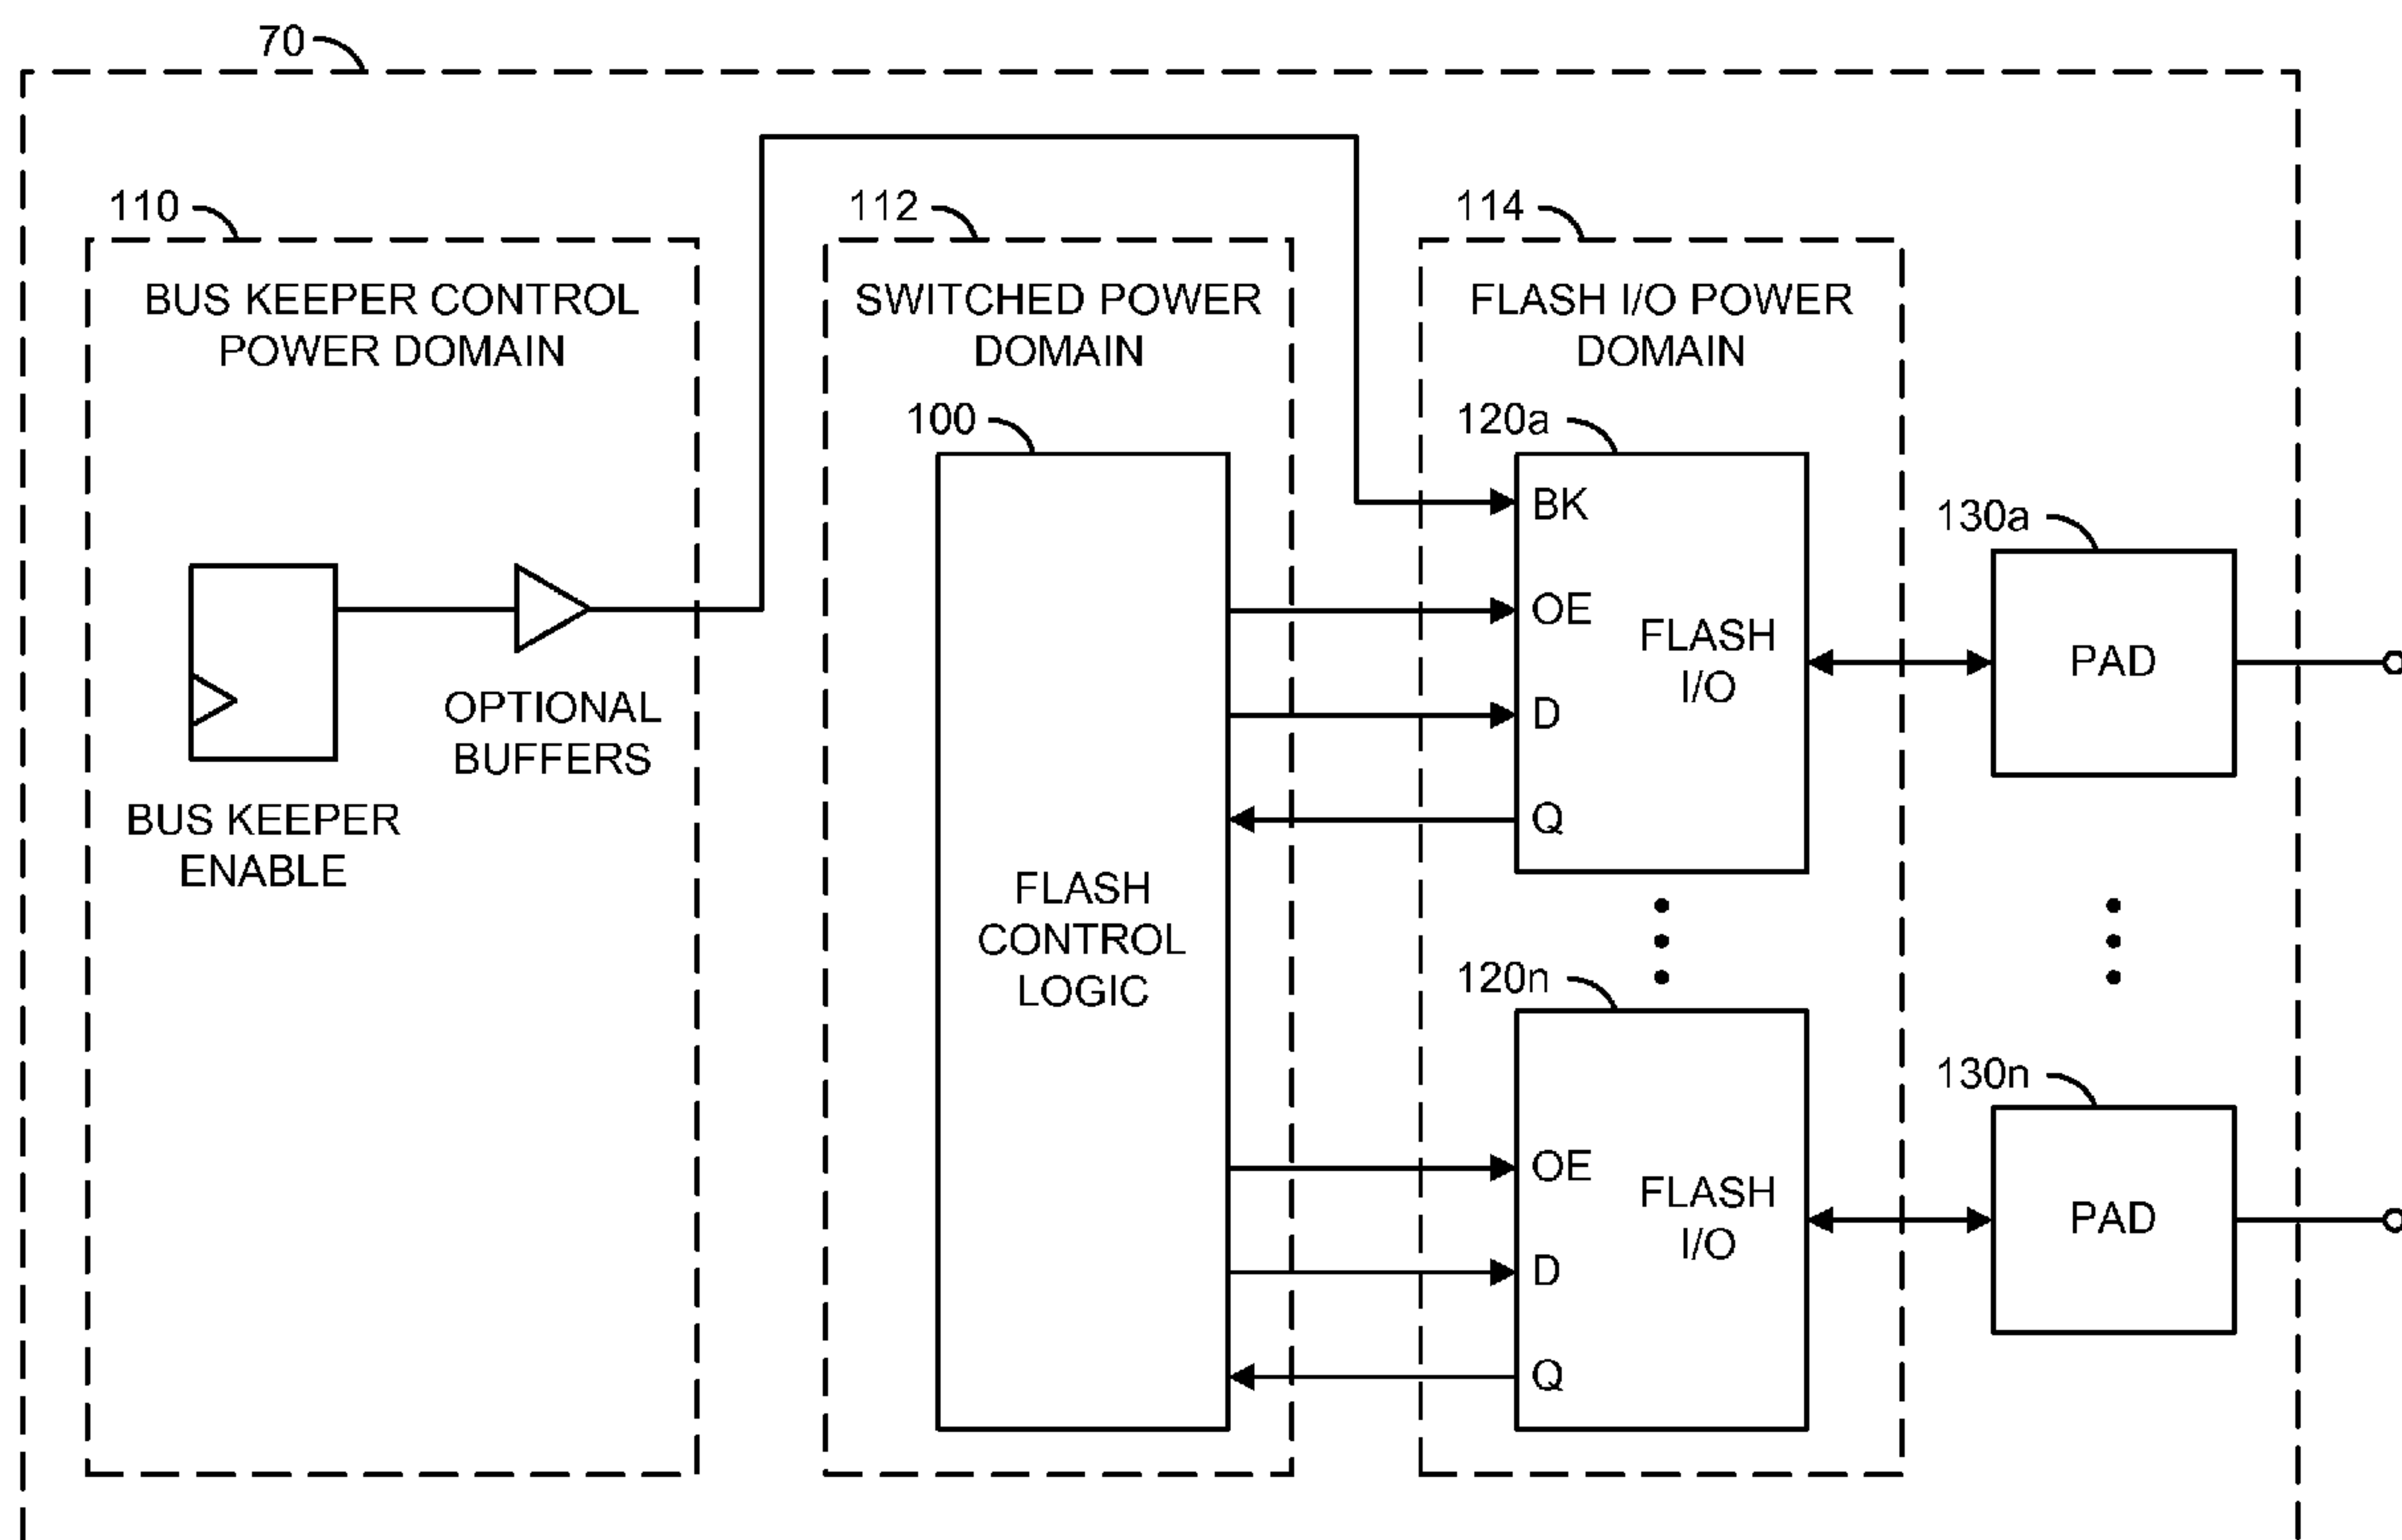 70
110
BUS KEEPER CONTROL
POWER DOMAIN
BUS KEEPER
ENABLE
OPTIONAL
BUFFERS
112
SWITCHED POWER
DOMAIN
100
FLASH
CONTROL
LOGIC
114
FLASH I/O POWER
DOMAIN
120a
BK
OE
D
Q
FLASH
I/O
130a
PAD
120n
OE
D
Q
FLASH
I/O
130n
PAD